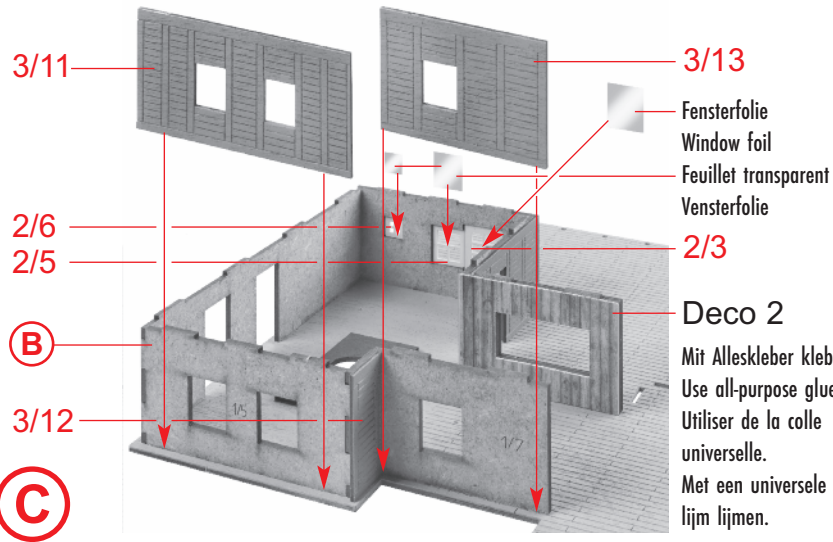 3/11
3/13
Fensterfolie
Window foil
Feuillet transparent
Vensterfolie
2/6
2/5
2/3
Deco 2
B
Mit Alleskleber kleb
Use all-purpose glue
Utiliser de la colle
universelle.
Met een universele
lijm lijmen.
1/5
3/12
1/7
C